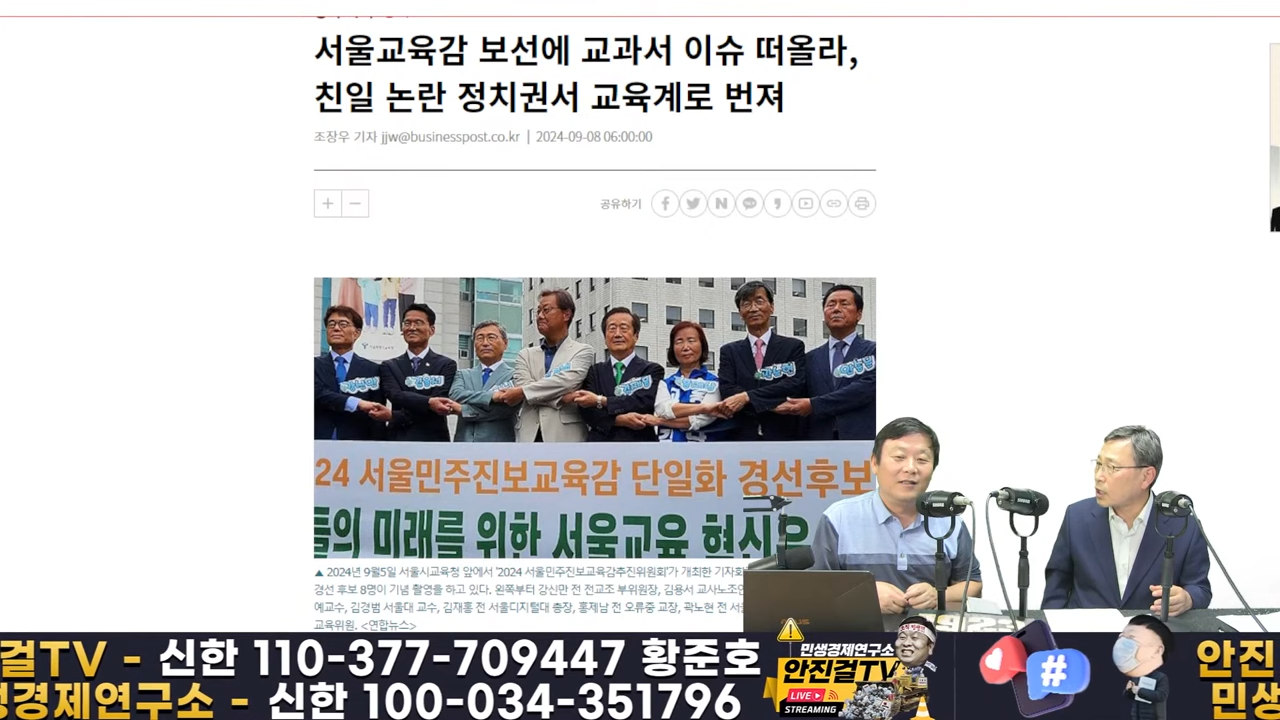 서울교육감 보선에 교과서 이슈 떠올라,
친일 논란 정치권서 교육계로 번져
조장우 기자 jjw@businesspost.co.kr | 2024-09-08 06:00:00
공유하기
24 서울민주진보교육감 단일화 경선후보
들의 미래를 위한 서울교육 혁신은
▲ 2024년 9월5일 서울시교육청 앞에서 '2024 서울민주진보교육감추진위원회'가 개최한 기자회
경선 후보 8명이 기념 촬영을 하고 있다. 왼쪽부터 강신만 전 전교조 부위원장, 김용서 교사노조연
예교수, 김경범 서울대 교수, 김재홍 전 서울디지털대 총장, 홍제남 전 오류중 교장, 곽노현 전 서울
교육위원. <연합뉴스>
걸TV - 신한 110-377-709447 황준호
생경제연구소 - 신한 100-034-351796
민생경제연구소
안진걸TV
LIVE
STREAMING
#
안진
민생